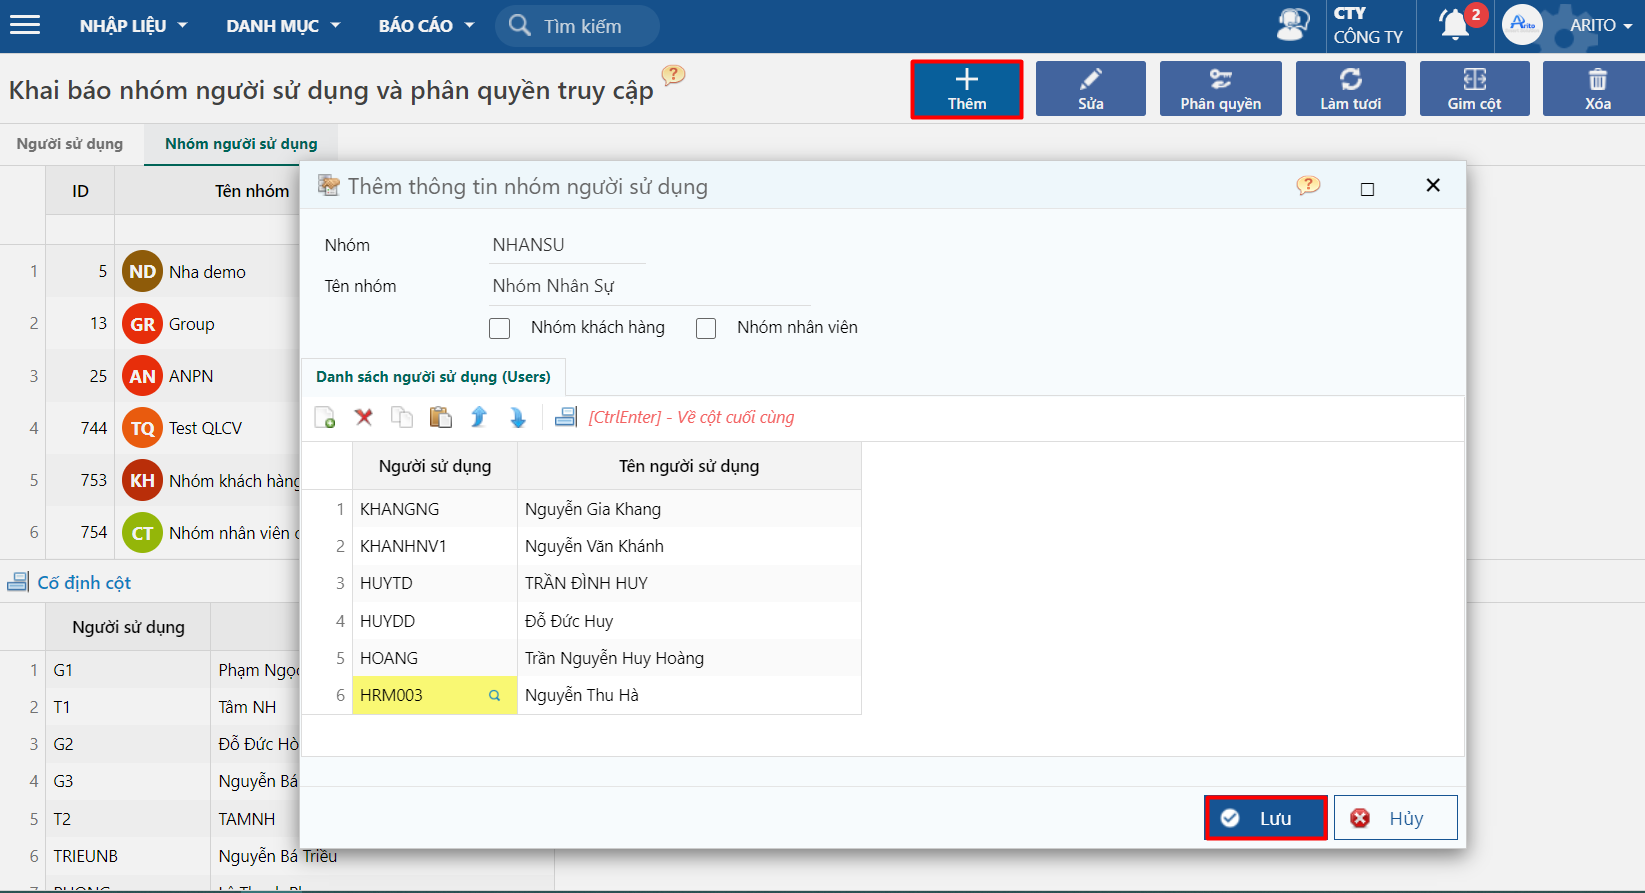 NHẬP LIỆU DANH MỤC BÁO CÁO Tìm kiếm CTY CÔNG TY 2 Arito ARITO
Khai báo nhóm người sử dụng và phân quyền truy cập ?
Thêm Sửa Phân quyền Làm tươi Gim cột Xóa
Người sử dụng Nhóm người sử dụng
ID Tên nhóm
1 5 ND Nha demo
2 13 GR Group
3 25 AN ANPN
4 744 TQ Test QLCV
5 753 KH Nhóm khách hàng
6 754 CT Nhóm nhân viên
Cố định cột
Người sử dụng
1 G1 Phạm Ngọc
2 T1 Tâm NH
3 G2 Đỗ Đức Hò
4 G3 Nguyễn Bá
5 T2 TAMNH
6 TRIEUNB Nguyễn Bá Triều
Thêm thông tin nhóm người sử dụng ?
Nhóm NHANSU
Tên nhóm Nhóm Nhân Sự
Nhóm khách hàng Nhóm nhân viên
Danh sách người sử dụng (Users)
[CtrlEnter] - Về cột cuối cùng
Người sử dụng Tên người sử dụng
1 KHANGNG Nguyễn Gia Khang
2 KHANHNV1 Nguyễn Văn Khánh
3 HUYTD TRẦN ĐÌNH HUY
4 HUYDD Đỗ Đức Huy
5 HOANG Trần Nguyễn Huy Hoàng
6 HRM003 Nguyễn Thu Hà
Lưu Hủy